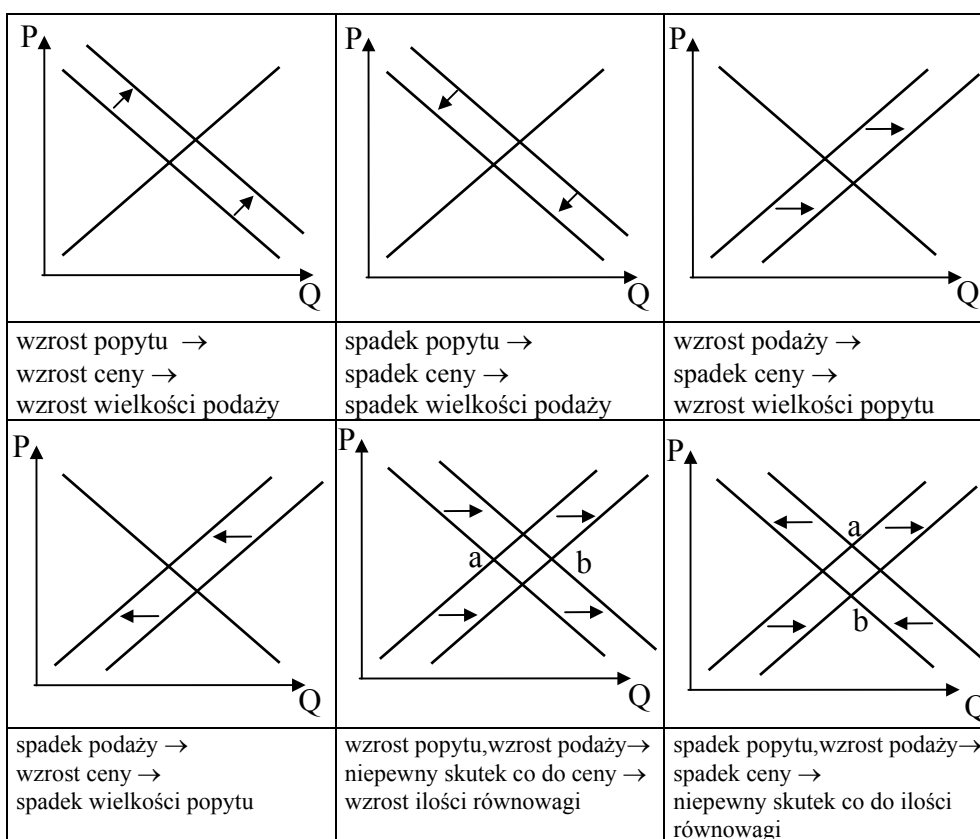 P
Q
P
Q
P
Q
wzrost popytu →
wzrost ceny →
wzrost wielkości podaży
spadek popytu →
spadek ceny →
spadek wielkości podaży
wzrost podaży →
spadek ceny →
wzrost wielkości popytu
P
Q
P
a
b
Q
P
a
b
Q
spadek podaży →
wzrost ceny →
spadek wielkości popytu
wzrost popytu,wzrost podaży→
niepewny skutek co do ceny →
wzrost ilości równowagi
spadek popytu,wzrost podaży→
spadek ceny →
niepewny skutek co do ilości
równowagi